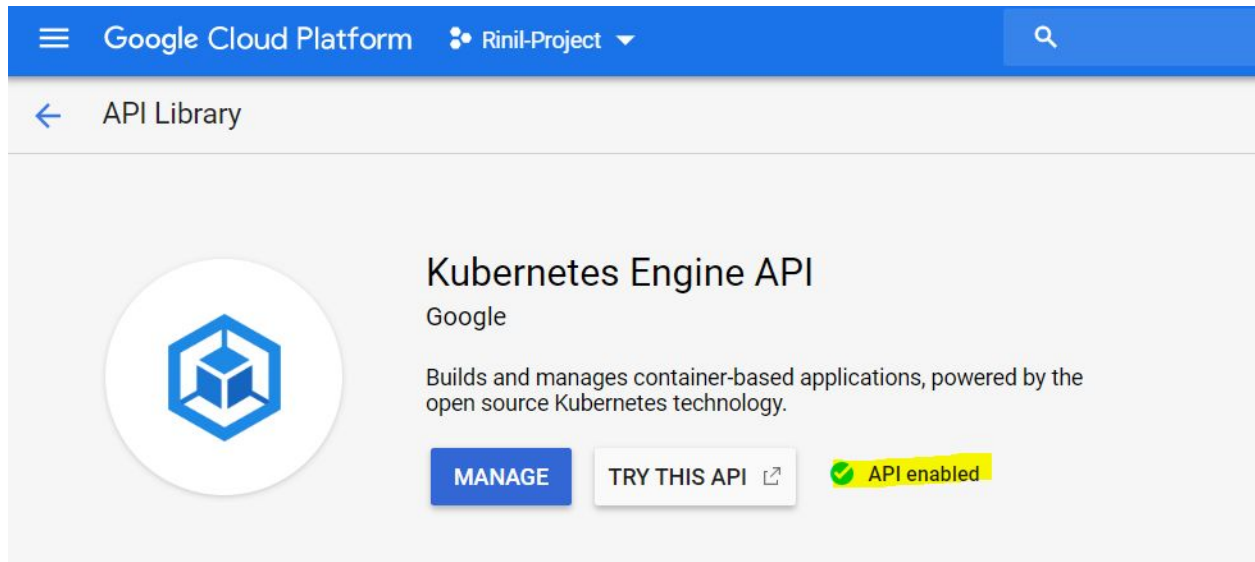 Google Cloud Platform Rinil-Project
API Library
Kubernetes Engine API
Google
Builds and manages container-based applications, powered by the
open source Kubernetes technology.
MANAGE TRY THIS API API enabled